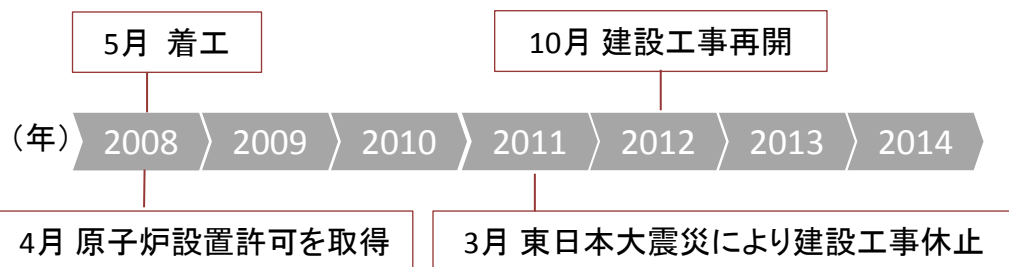 5月 着工
10月 建設工事再開
(年) 2008 2009 2010 2011 2012 2013 2014
4月 原子炉設置許可を取得
3月 東日本大震災により建設工事休止